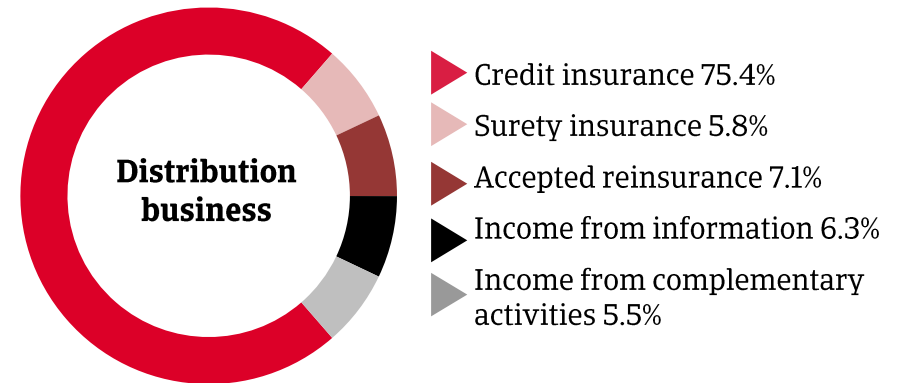 Distribution
business
Credit insurance 75.4%
Surety insurance 5.8%
Accepted reinsurance 7.1%
Income from information 6.3%
Income from complementary
activities 5.5%